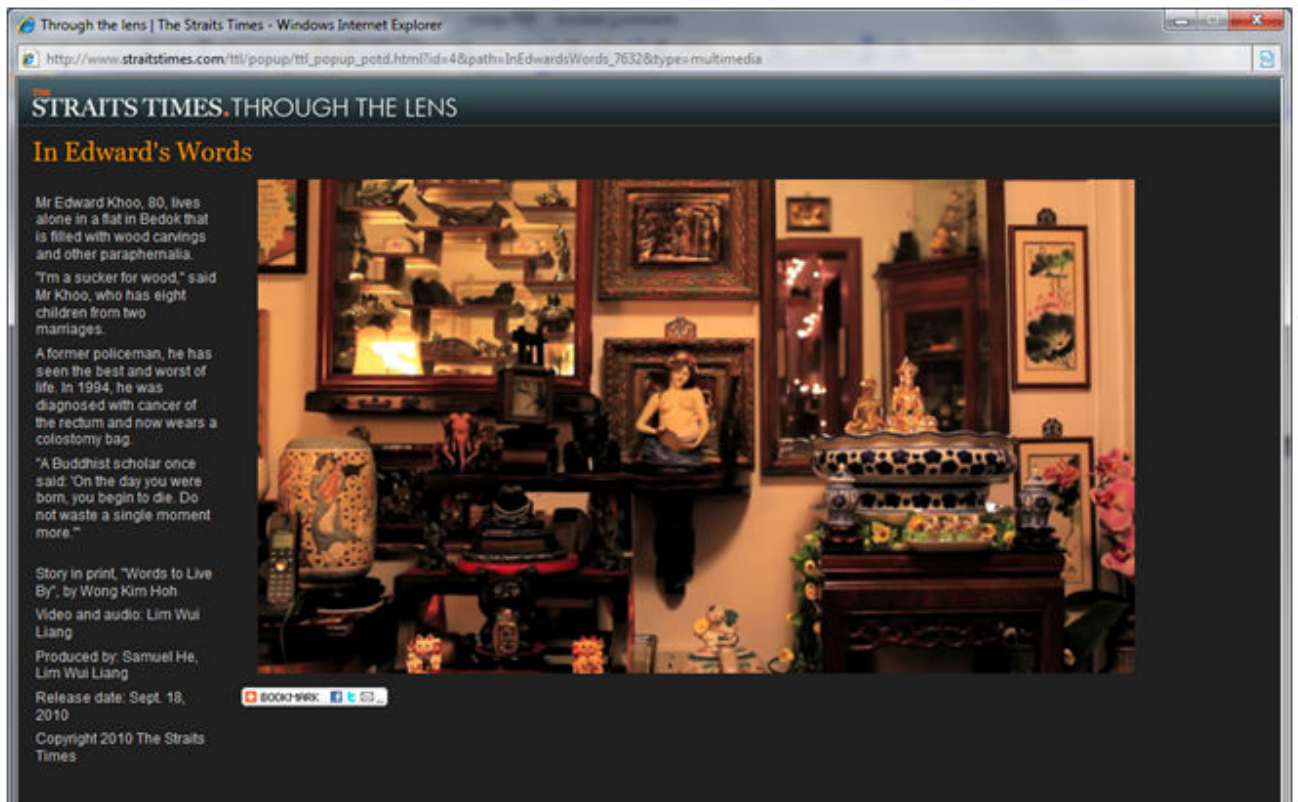 Through the lens | The Straits Times - Windows Internet Explorer
http://www.straitstimes.com/ttl/popup/ttl_popup_potd.html?id=4&path=InEdwardsWords_7632&type=multimedia
THE
STRAITS TIMES.THROUGH THE LENS
In Edward's Words
Mr Edward Khoo, 80, lives
alone in a flat in Bedok that
is filled with wood carvings
and other paraphernalia.
"I'm a sucker for wood," said
Mr Khoo, who has eight
children from two
marriages.
A former policeman, he has
seen the best and worst of
life. In 1994, he was
diagnosed with cancer of
the rectum and now wears a
colostomy bag.
"A Buddhist scholar once
said: 'On the day you were
born, you begin to die. Do
not waste a single moment
more.'"
Story in print, "Words to Live
By", by Wong Kim Hoh
Video and audio: Lim Wui
Liang
Produced by: Samuel He,
Lim Wui Liang
Release date: Sept. 18,
2010
Copyright 2010 The Straits
Times
BOOKMARK